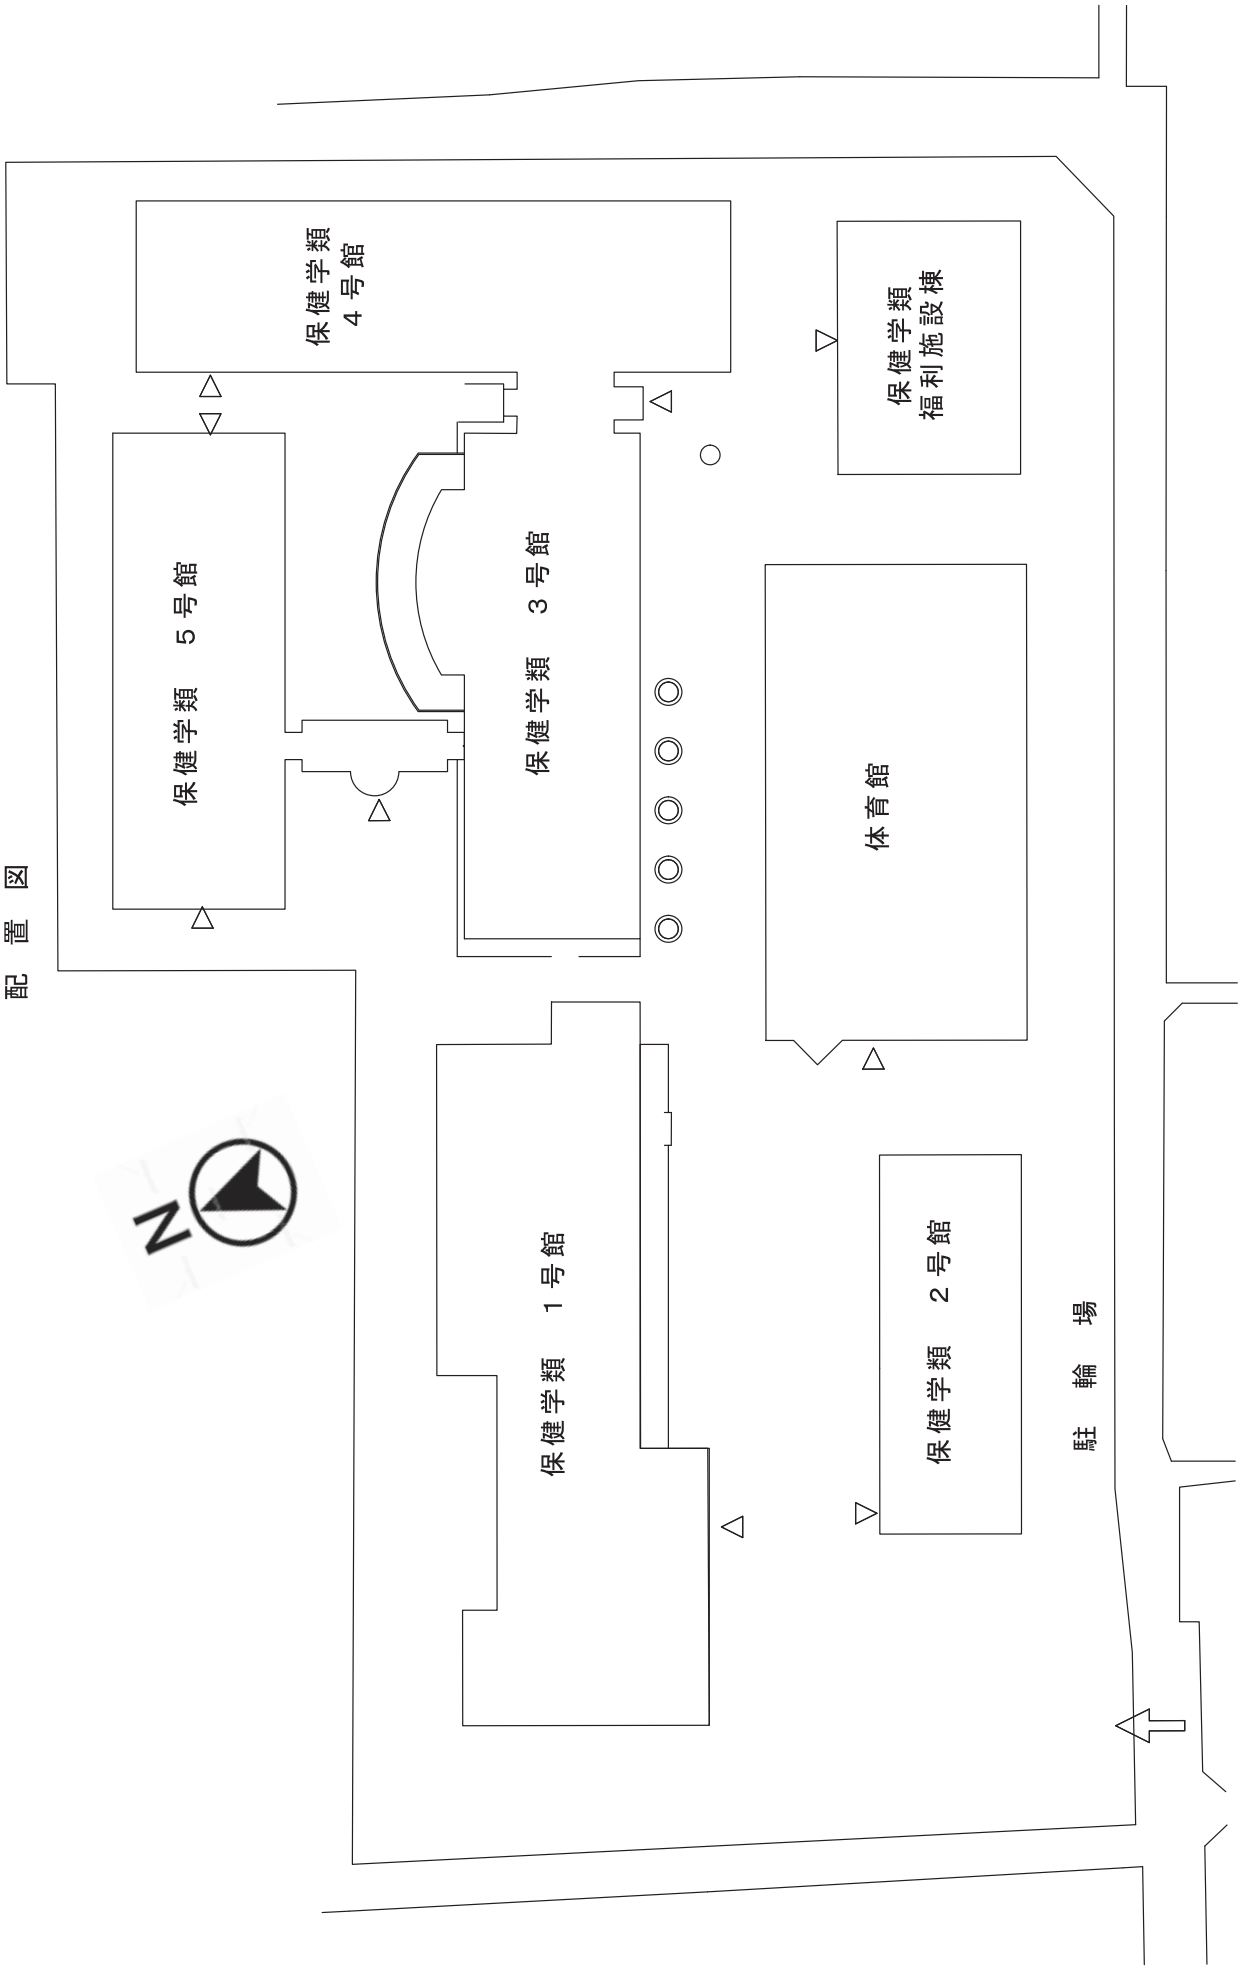 配置図
N
保健学類
4号館
保健学類 5号館
保健学類 3号館
保健学類
福利施設棟
体育館
保健学類 1号館
保健学類 2号館
駐輪場